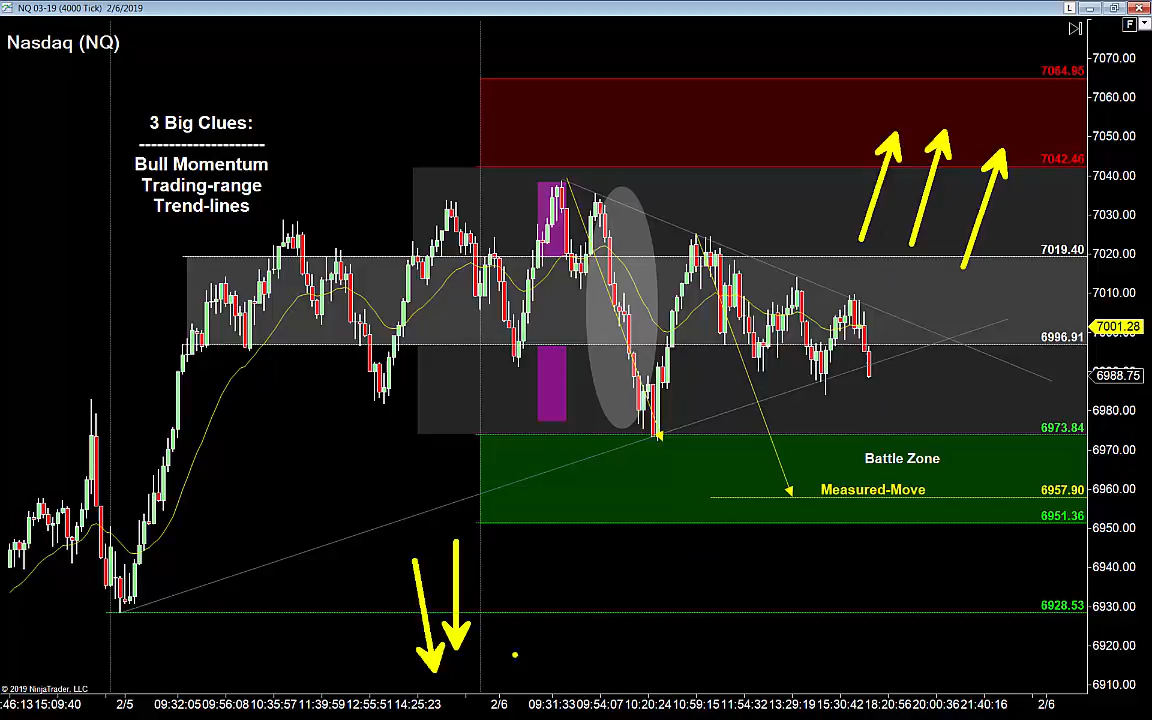 NQ 03-19 (4000 Tick) 2/6/2019
L
F
Nasdaq (NQ)
3 Big Clues:
--------------------
Bull Momentum
Trading-range
Trend-lines
7064.95
7042.46
7019.40
6996.91
6973.84
Battle Zone
Measured-Move
6957.90
6951.36
6928.53
7070.00
7060.00
7050.00
7040.00
7030.00
7020.00
7010.00
7001.28
6988.75
6980.00
6970.00
6960.00
6950.00
6940.00
6930.00
6920.00
6910.00
© 2019 NinjaTrader, LLC
:46:13 15:09:40 2/5 09:32:05 09:56:08 10:35:11 11:39:59 12:55:51 14:25:23 2/6 09:31:33 09:54:07 10:20:24 10:59:15 11:54:32 13:29:19 15:30:42 18:20:56 20:00:36 21:40:16 2/6